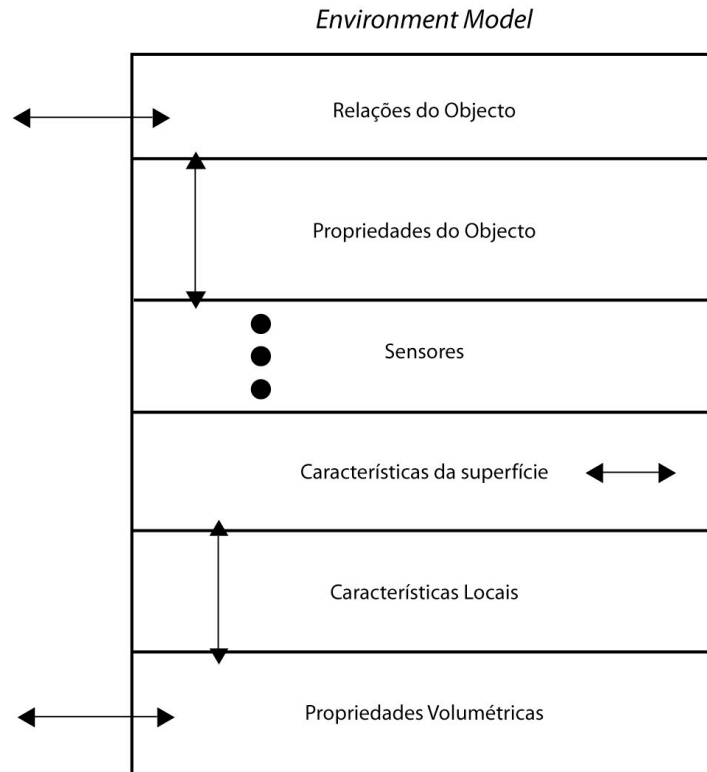 Environment Model
Relações do Objecto
Propriedades do Objecto
Sensores
Características da superfície
Características Locais
Propriedades Volumétricas